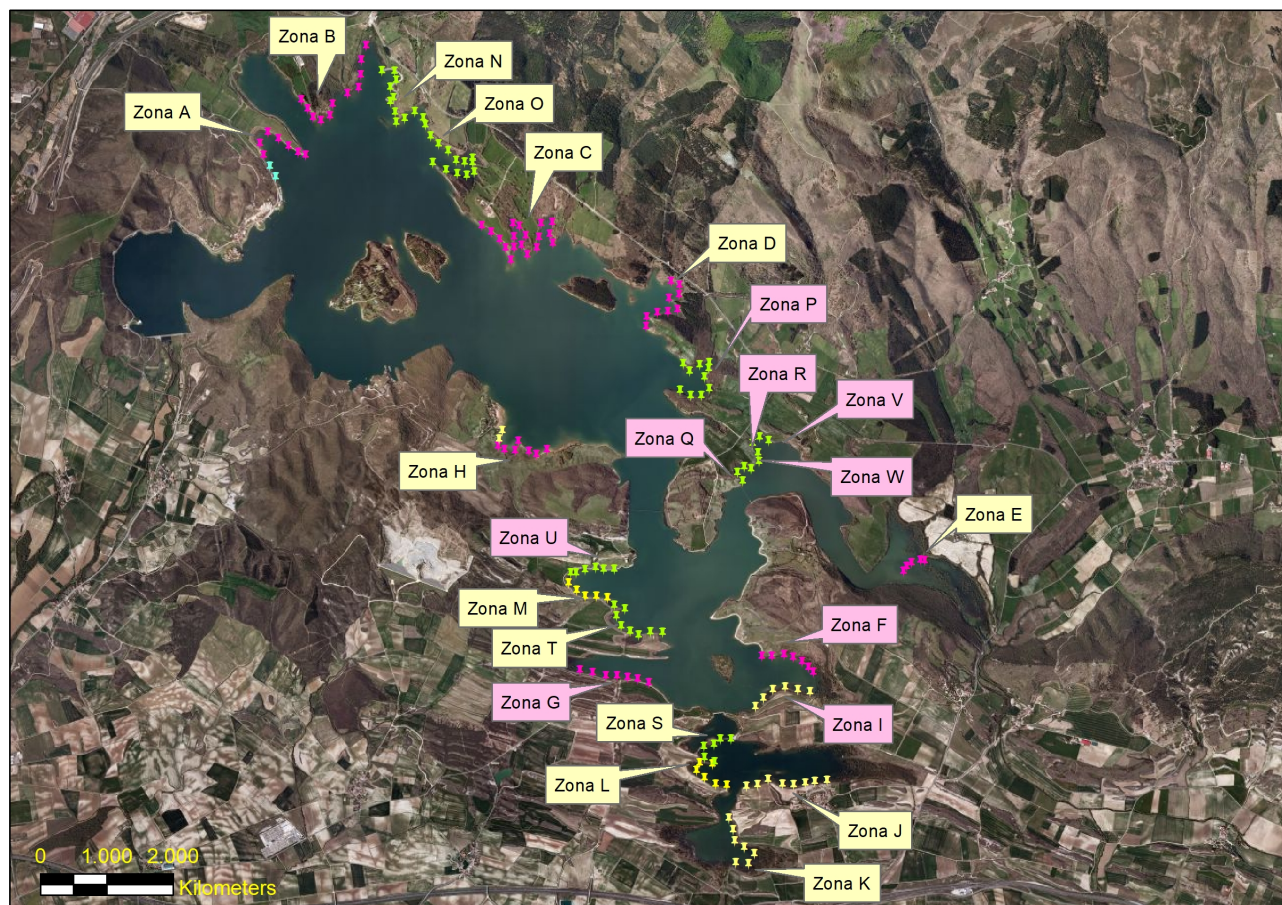 Zona B
Zona N
Zona A
Zona O
Zona C
Zona D
Zona P
Zona R
Zona V
Zona Q
Zona H
Zona W
Zona E
Zona U
Zona M
Zona F
Zona T
Zona G
Zona S
Zona I
Zona L
Zona J
Zona K
0 1.000 2.000
Kilometers